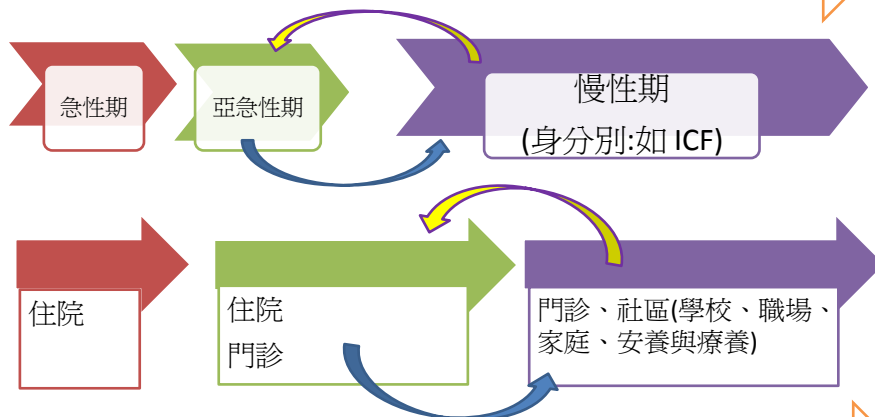 急性期
亞急性期
慢性期
(身分別:如 ICF)
住院
住院
門診
門診、社區(學校、職場、
家庭、安養與療養)